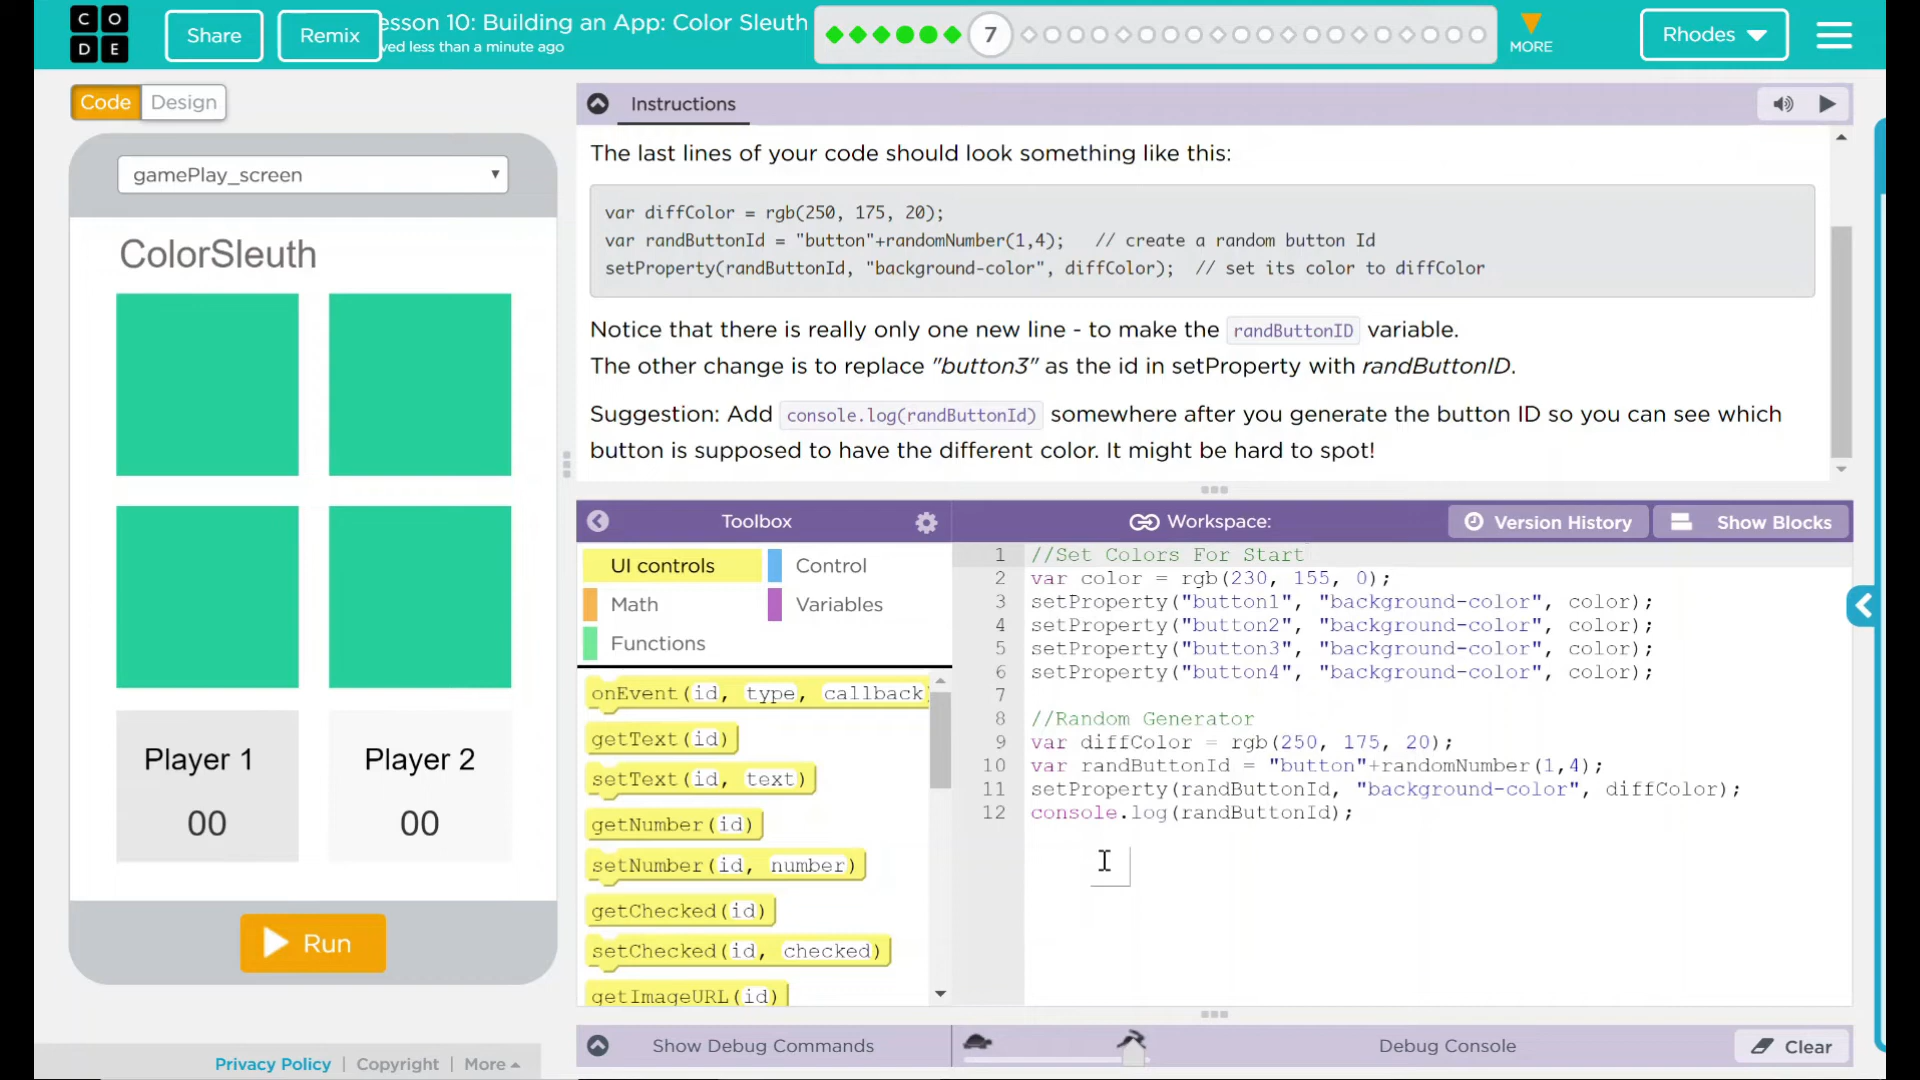 CODE
Share
Remix
esson 10: Building an App: Color Sleuth
ved less than a minute ago
7
MORE
Rhodes
Code
Design
gamePlay_screen
ColorSleuth
Player 1
00
Player 2
00
Run
Privacy Policy | Copyright | More
Instructions
The last lines of your code should look something like this:
var diffColor = rgb(250, 175, 20);
var randButtonId = "button"+randomNumber(1,4);   // create a random button Id
setProperty(randButtonId, "background-color", diffColor);  // set its color to diffColor
Notice that there is really only one new line - to make the randButtonID variable.
The other change is to replace "button3" as the id in setProperty with randButtonID.
Suggestion: Add console.log(randButtonId) somewhere after you generate the button ID so you can see which
button is supposed to have the different color. It might be hard to spot!
Toolbox
UI controls
Control
Math
Variables
Functions
onEvent(id, type, callback)
getText(id)
setText(id, text)
getNumber(id)
setNumber(id, number)
getChecked(id)
setChecked(id, checked)
getImageURL(id)
Workspace:
Version History
Show Blocks
1 //Set Colors For Start
2 var color = rgb(230, 155, 0);
3 setProperty("button1", "background-color", color);
4 setProperty("button2", "background-color", color);
5 setProperty("button3", "background-color", color);
6 setProperty("button4", "background-color", color);
7
8 //Random Generator
9 var diffColor = rgb(250, 175, 20);
10 var randButtonId = "button"+randomNumber(1,4);
11 setProperty(randButtonId, "background-color", diffColor);
12 console.log(randButtonId);
Show Debug Commands
Debug Console
Clear